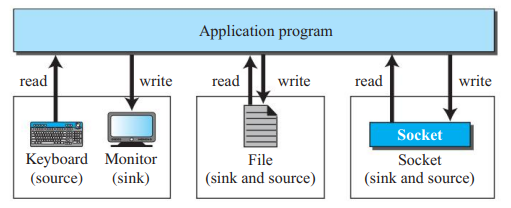 Application program
read
write
read
write
read
write
Keyboard
(source)
Monitor
(sink)
File
(sink and source)
Socket
Socket
(sink and source)